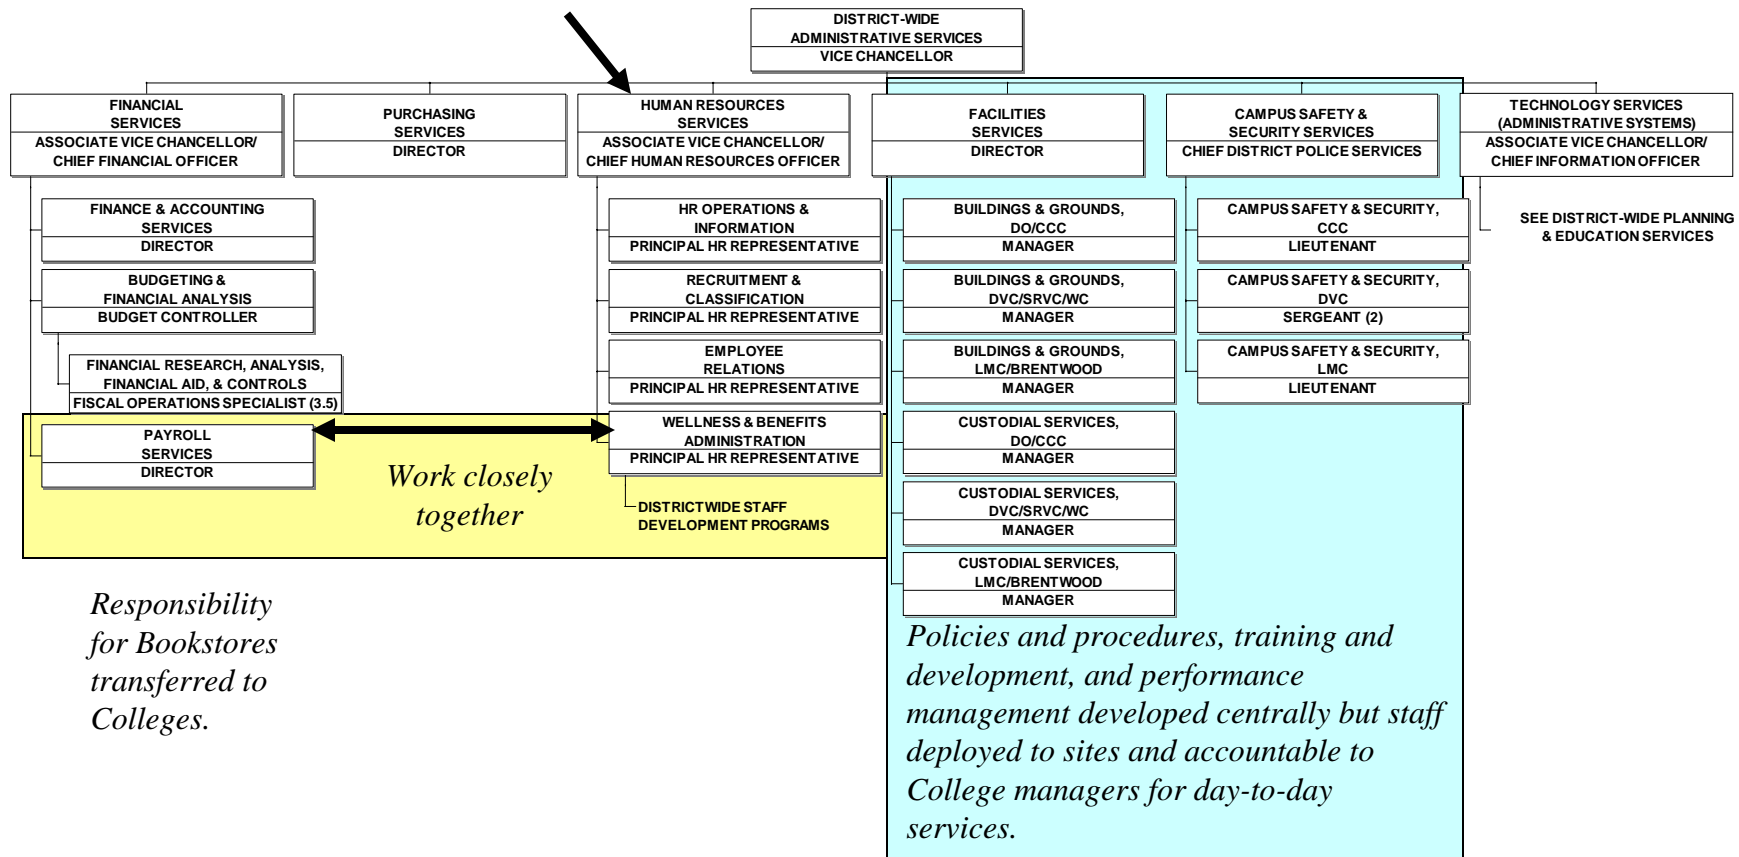 DISTRICT-WIDE
ADMINISTRATIVE SERVICES
VICE CHANCELLOR
FINANCIAL
SERVICES
ASSOCIATE VICE CHANCELLOR/
CHIEF FINANCIAL OFFICER
PURCHASING
SERVICES
DIRECTOR
HUMAN RESOURCES
SERVICES
ASSOCIATE VICE CHANCELLOR/
CHIEF HUMAN RESOURCES OFFICER
FACILITIES
SERVICES
DIRECTOR
CAMPUS SAFETY &
SECURITY SERVICES
CHIEF DISTRICT POLICE SERVICES
TECHNOLOGY SERVICES
(ADMINISTRATIVE SYSTEMS)
ASSOCIATE VICE CHANCELLOR/
CHIEF INFORMATION OFFICER
FINANCE & ACCOUNTING
SERVICES
DIRECTOR
BUDGETING &
FINANCIAL ANALYSIS
BUDGET CONTROLLER
FINANCIAL RESEARCH, ANALYSIS,
FINANCIAL AID, & CONTROLS
FISCAL OPERATIONS SPECIALIST (3.5)
PAYROLL
SERVICES
DIRECTOR
Work closely
together
HR OPERATIONS &
INFORMATION
PRINCIPAL HR REPRESENTATIVE
RECRUITMENT &
CLASSIFICATION
PRINCIPAL HR REPRESENTATIVE
EMPLOYEE
RELATIONS
PRINCIPAL HR REPRESENTATIVE
WELLNESS & BENEFITS
ADMINISTRATION
PRINCIPAL HR REPRESENTATIVE
DISTRICTWIDE STAFF
DEVELOPMENT PROGRAMS
BUILDINGS & GROUNDS,
DO/CCC
MANAGER
BUILDINGS & GROUNDS,
DVC/SRVC/WC
MANAGER
BUILDINGS & GROUNDS,
LMC/BRENTWOOD
MANAGER
CUSTODIAL SERVICES,
DO/CCC
MANAGER
CUSTODIAL SERVICES,
DVC/SRVC/WC
MANAGER
CUSTODIAL SERVICES,
LMC/BRENTWOOD
MANAGER
CAMPUS SAFETY & SECURITY,
CCC
LIEUTENANT
CAMPUS SAFETY & SECURITY,
DVC
SERGEANT (2)
CAMPUS SAFETY & SECURITY,
LMC
LIEUTENANT
SEE DISTRICT-WIDE PLANNING
& EDUCATION SERVICES
Responsibility
for Bookstores
transferred to
Colleges.
Policies and procedures, training and
development, and performance
management developed centrally but staff
deployed to sites and accountable to
College managers for day-to-day
services.